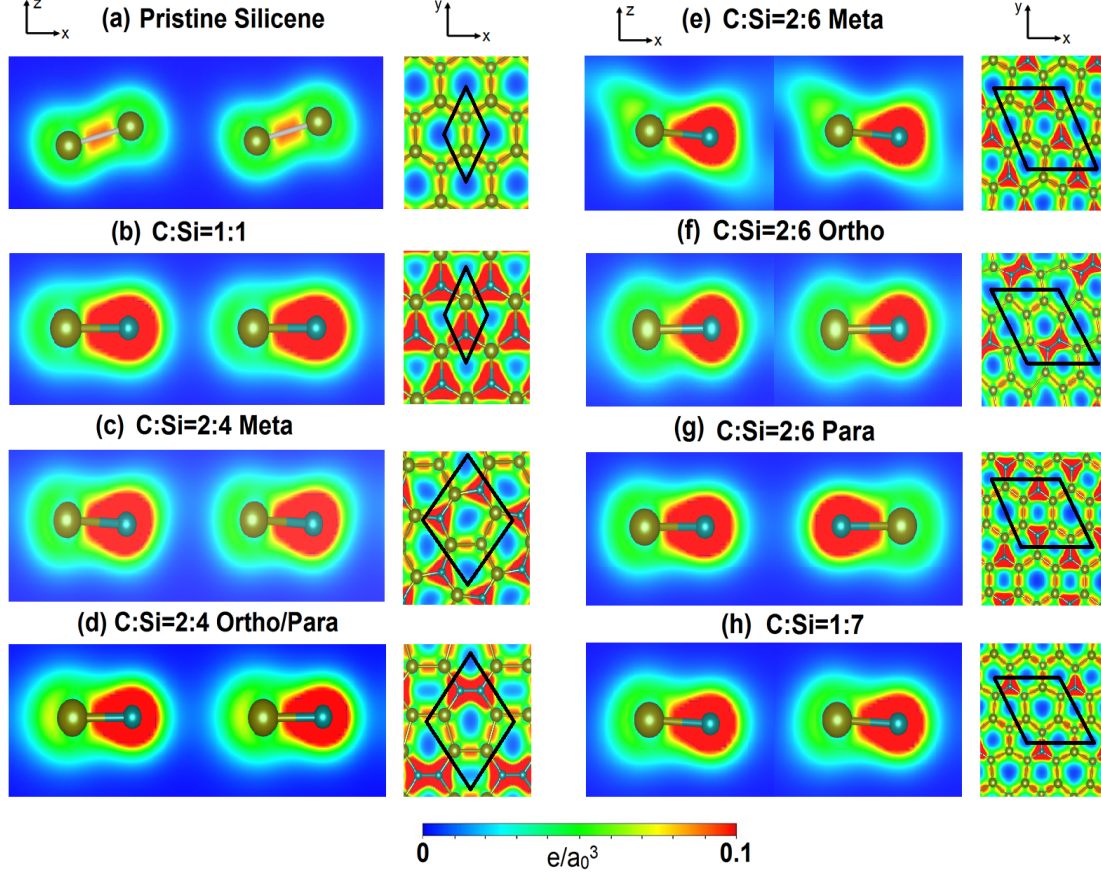 z
x
(a) Pristine Silicene
y
x
z
x
(e) C:Si=2:6 Meta
y
x
(b) C:Si=1:1
(f) C:Si=2:6 Ortho
(c) C:Si=2:4 Meta
(g) C:Si=2:6 Para
(d) C:Si=2:4 Ortho/Para
(h) C:Si=1:7
0
e/a₀³
0.1